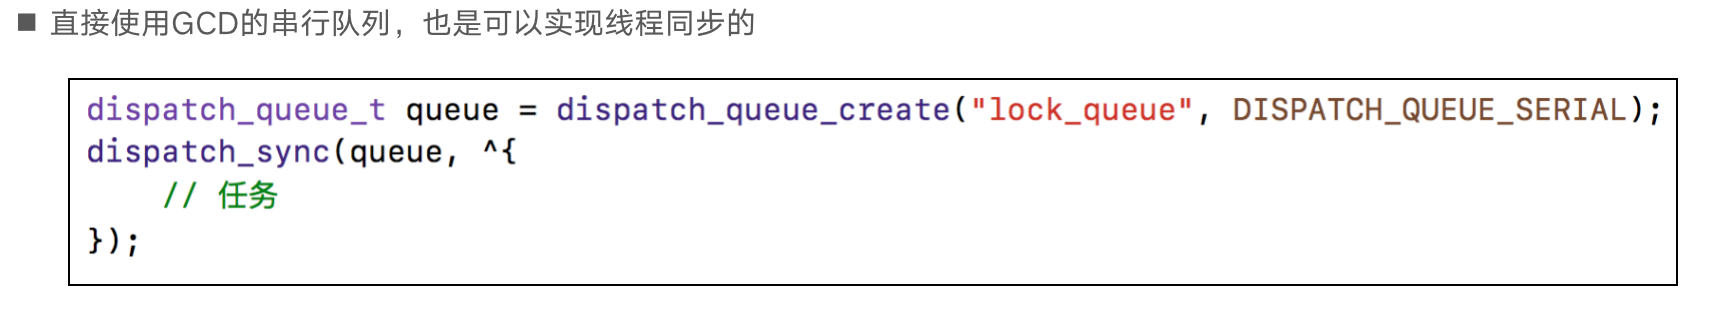 ■ 直接使用GCD的串行队列，也是可以实现线程同步的
dispatch_queue_t queue = dispatch_queue_create("lock_queue", DISPATCH_QUEUE_SERIAL);
dispatch_sync(queue, ^{
    // 任务
});